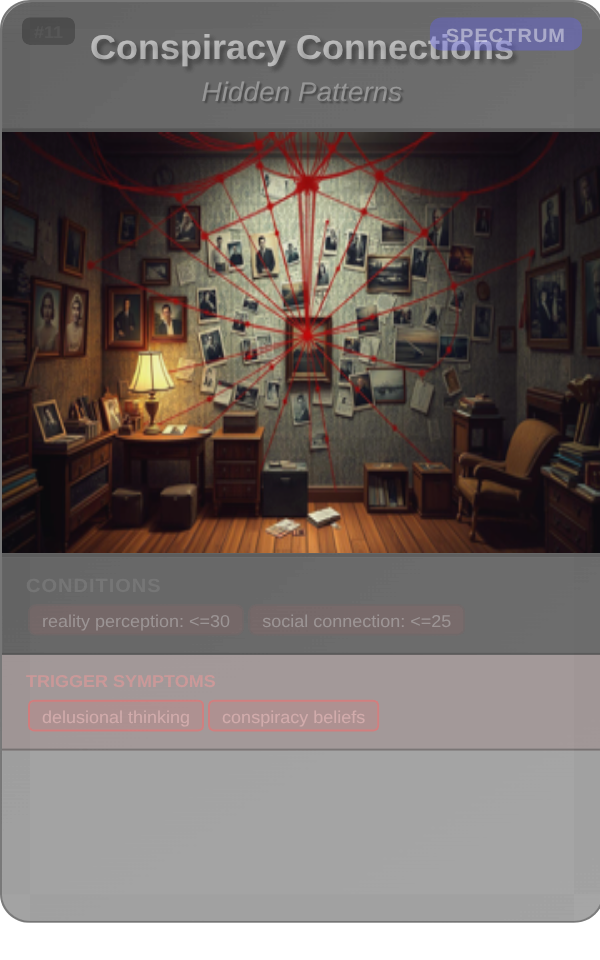 #11
SPECTRUM
Conspiracy Connections
Hidden Patterns
CONDITIONS
reality perception: <=30 social connection: <=25
TRIGGER SYMPTOMS
delusional thinking conspiracy beliefs